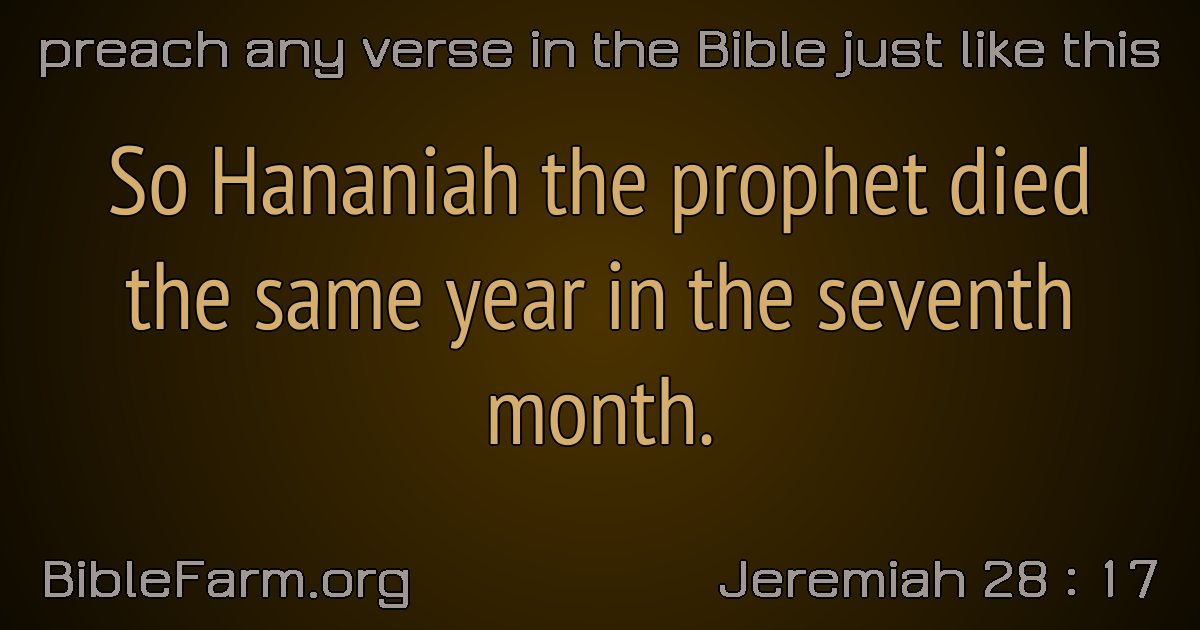 preach any verse in the Bible just like this
So Hananiah the prophet died
the same year in the seventh
month.
BibleFarm.org
Jeremiah 28 : 17